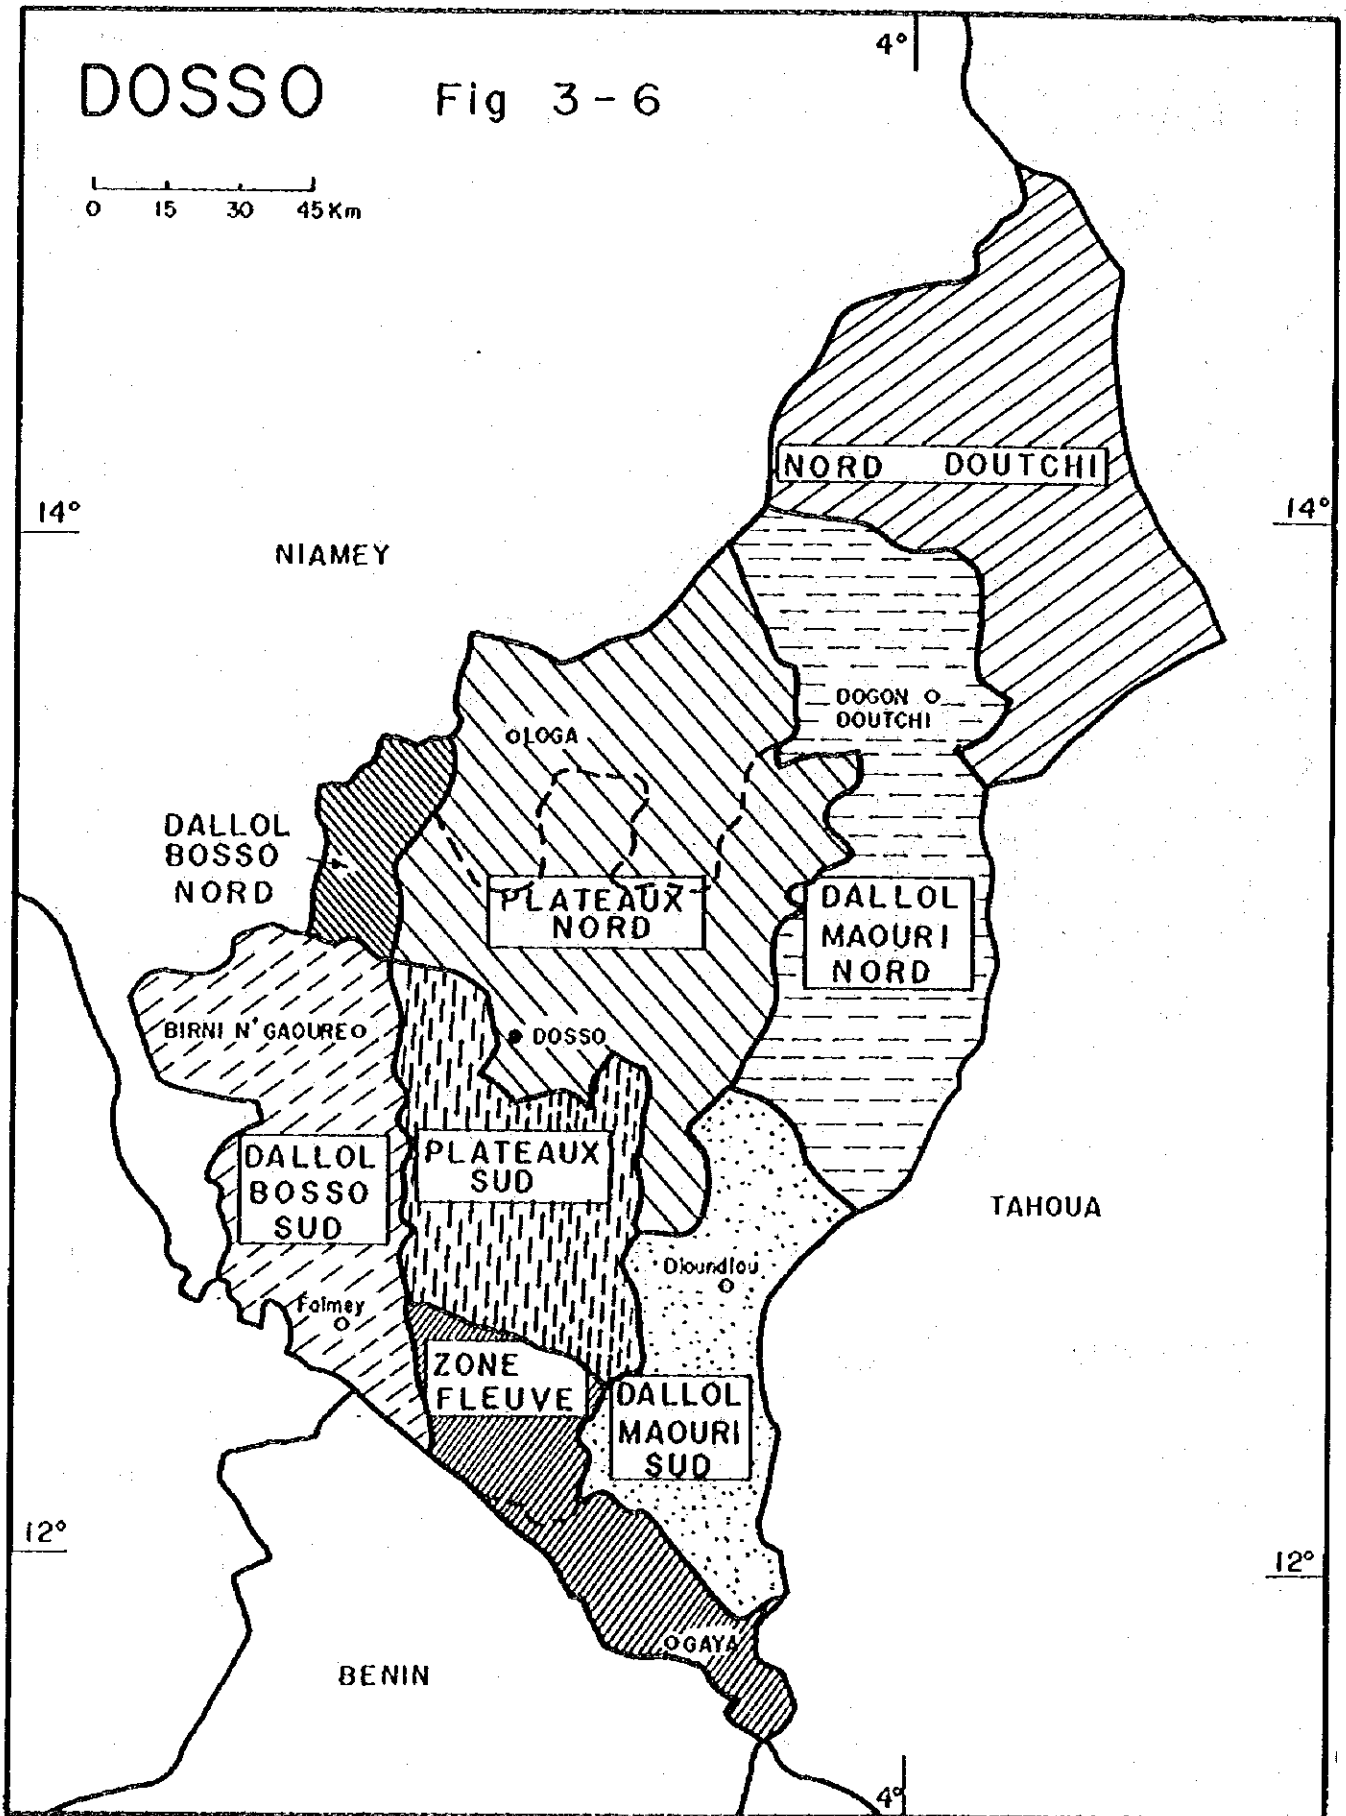 4°
DOSSO Fig 3-6
0 15 30 45 Km
NORD DOUTCHI
14° 14°
NIAMEY
DOGON
DOUTCHI
LOGA
DALLOL
BOSSO
NORD
PLATEAUX
NORD
DALLOL
MAOURI
NORD
BIRNI N' GAOURE
DOSSO
DALLOL
BOSSO
SUD
PLATEAUX
SUD
TAHOUA
Dioundiou
Falmey
ZONE
FLEUVE
DALLOL
MAOURI
SUD
12° 12°
GAYA
BENIN
4°